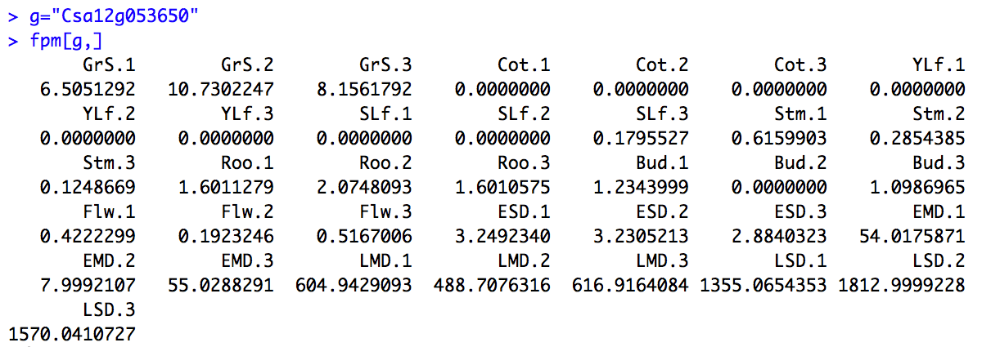 > g="Csa12g053650"
> fpm[g,]
GrS.1 GrS.2 GrS.3 Cot.1 Cot.2 Cot.3 YLf.1
6.5051292 10.7302247 8.1561792 0.0000000 0.0000000 0.0000000 0.0000000
YLf.2 YLf.3 SLf.1 SLf.2 SLf.3 Stm.1 Stm.2
0.0000000 0.0000000 0.0000000 0.0000000 0.1795527 0.6159903 0.2854385
Stm.3 Roo.1 Roo.2 Roo.3 Bud.1 Bud.2 Bud.3
0.1248669 1.6011279 2.0748093 1.6010575 1.2343999 0.0000000 1.0986965
Flw.1 Flw.2 Flw.3 ESD.1 ESD.2 ESD.3 EMD.1
0.4222299 0.1923246 0.5167006 3.2492340 3.2305213 2.8840323 54.0175871
EMD.2 EMD.3 LMD.1 LMD.2 LMD.3 LSD.1 LSD.2
7.9992107 55.0288291 604.9429093 488.7076316 616.9164084 1355.0654353 1812.9999228
LSD.3
1570.0410727